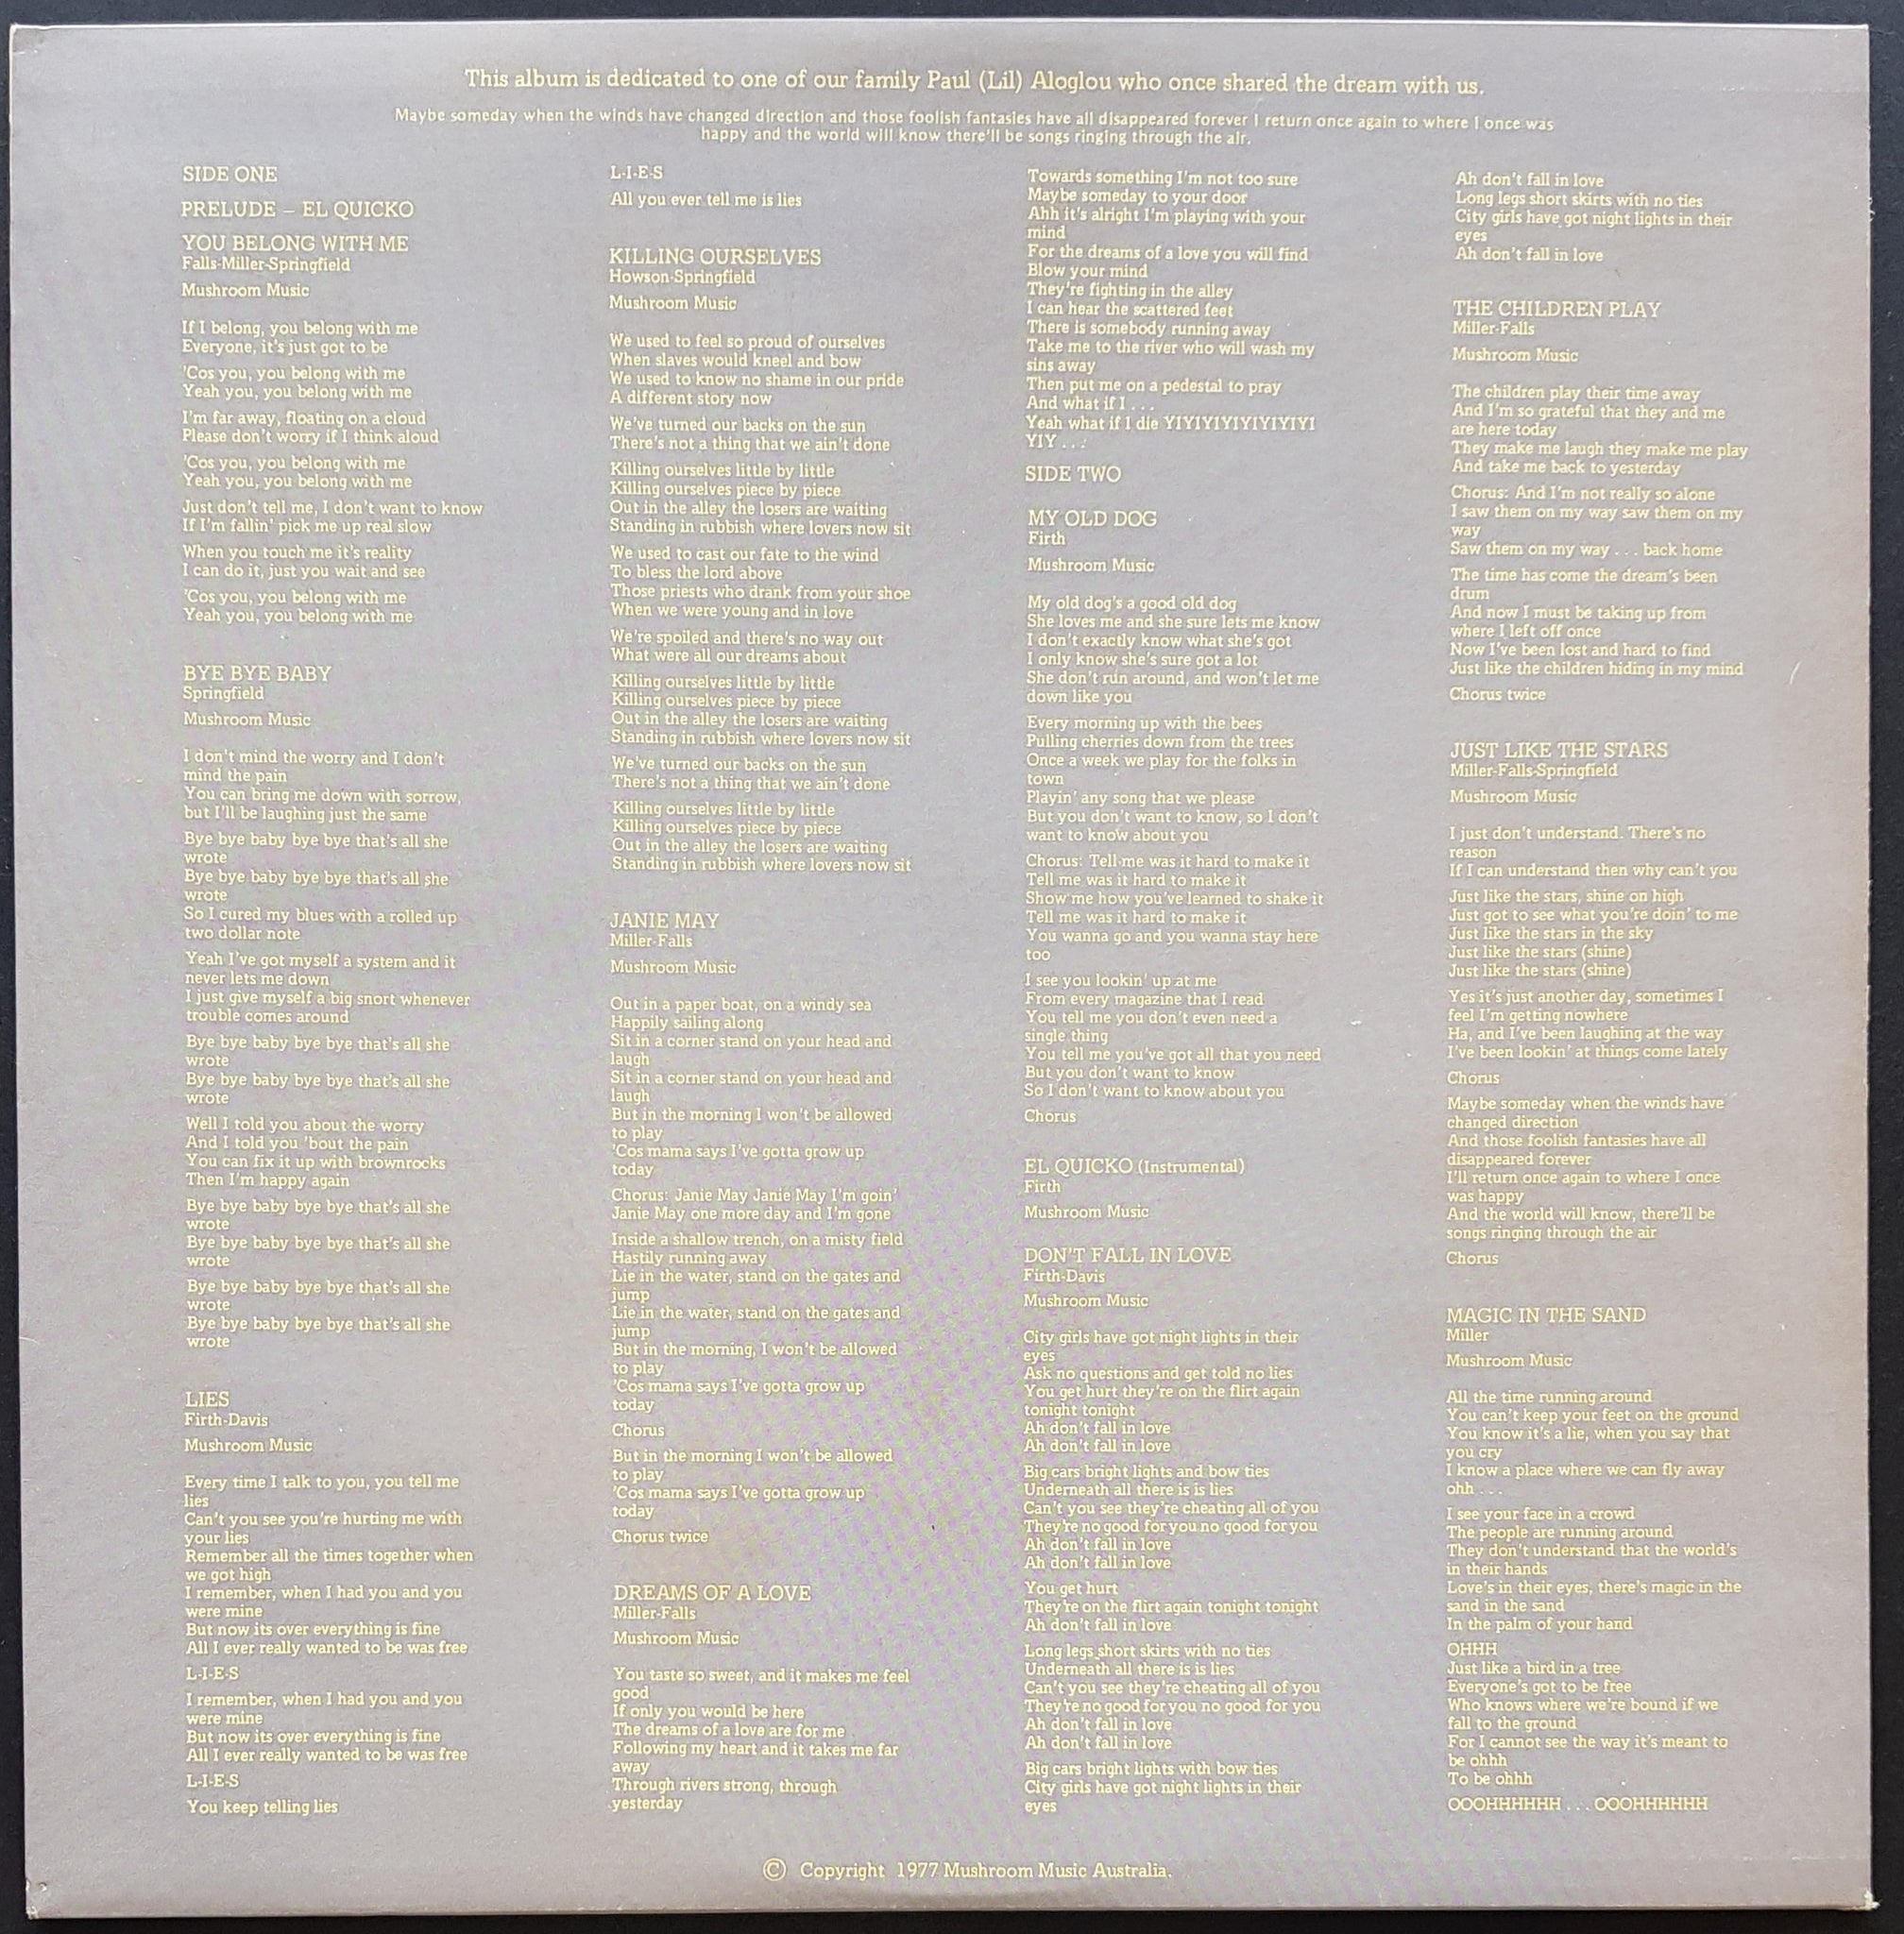 This album is dedicated to one of our family Paul (Lil) Aloglou who once shared the dream with us.
Maybe someday when the winds have changed direction and those foolish fantasies have all disappeared forever I return once again to where I once was
happy and the world will know there'll be songs ringing through the air.
SIDE ONE
PRELUDE – EL QUICKO
YOU BELONG WITH ME
Falls-Miller-Springfield
Mushroom Music
If I belong, you belong with me
Everyone, it's just got to be
'Cos you, you belong with me
Yeah you, you belong with me
I'm far away, floating on a cloud
Please don't worry if I think aloud
'Cos you, you belong with me
Yeah you, you belong with me
Just don't tell me, I don't want to know
If I'm fallin' pick me up real slow
When you touch me it's reality
I can do it, just you wait and see
'Cos you, you belong with me
Yeah you, you belong with me
BYE BYE BABY
Springfield
Mushroom Music
I don't mind the worry and I don't
mind the pain
You can bring me down with sorrow,
but I'll be laughing just the same
Bye bye baby bye bye that's all she
wrote
Bye bye baby bye bye that's all she
wrote
So I cured my blues with a rolled up
two dollar note
Yeah I've got myself a system and it
never lets me down
I just give myself a big snort whenever
trouble comes around
Bye bye baby bye bye that's all she
wrote
Bye bye baby bye bye that's all she
wrote
Well I told you about the worry
And I told you 'bout the pain
You can fix it up with brownrocks
Then I'm happy again
Bye bye baby bye bye that's all she
wrote
Bye bye baby bye bye that's all she
wrote
Bye bye baby bye bye that's all she
wrote
Bye bye baby bye bye that's all she
wrote
LIES
Firth-Davis
Mushroom Music
Every time I talk to you, you tell me
lies
Can't you see you're hurting me with
your lies
Remember all the times together when
we got high
I remember, when I had you and you
were mine
But now its over everything is fine
All I ever really wanted to be was free
L-I-E-S
I remember, when I had you and you
were mine
But now its over everything is fine
All I ever really wanted to be was free
L-I-E-S
You keep telling lies
L-I-E-S
All you ever tell me is lies
KILLING OURSELVES
Howson-Springfield
Mushroom Music
We used to feel so proud of ourselves
When slaves would kneel and bow
We used to know no shame in our pride
A different story now
We've turned our backs on the sun
There's not a thing that we ain't done
Killing ourselves little by little
Killing ourselves piece by piece
Out in the alley the losers are waiting
Standing in rubbish where lovers now sit
We used to cast our fate to the wind
To bless the lord above
Those priests who drank from your shoe
When we were young and in love
We're spoiled and there's no way out
What were all our dreams about
Killing ourselves little by little
Killing ourselves piece by piece
Out in the alley the losers are waiting
Standing in rubbish where lovers now sit
We've turned our backs on the sun
There's not a thing that we ain't done
Killing ourselves little by little
Killing ourselves piece by piece
Out in the alley the losers are waiting
Standing in rubbish where lovers now sit
JANIE MAY
Miller-Falls
Mushroom Music
Out in a paper boat, on a windy sea
Happily sailing along
Sit in a corner stand on your head and
laugh
Sit in a corner stand on your head and
laugh
But in the morning I won't be allowed
to play
'Cos mama says I've gotta grow up
today
Chorus: Janie May Janie May I'm goin'
Janie May one more day and I'm gone
Inside a shallow trench, on a misty field
Hastily running away
Lie in the water, stand on the gates and
jump
Lie in the water, stand on the gates and
jump
But in the morning, I won't be allowed
to play
'Cos mama says I've gotta grow up
today
Chorus
But in the morning I won't be allowed
to play
'Cos mama says I've gotta grow up
today
Chorus twice
DREAMS OF A LOVE
Miller-Falls
Mushroom Music
You taste so sweet, and it makes me feel
good
If only you would be here
The dreams of a love are for me
Following my heart and it takes me far
away
Through rivers strong, through
yesterday
Towards something I'm not too sure
Maybe someday to your door
Ahh it's alright I'm playing with your
mind
For the dreams of a love you will find
Blow your mind
They're fighting in the alley
I can hear the scattered feet
There is somebody running away
Take me to the river who will wash my
sins away
Then put me on a pedestal to pray
And what if I . . .
Yeah what if I die YIYIYIYIYIYIYIYI
YIY . . .
SIDE TWO
MY OLD DOG
Firth
Mushroom Music
My old dog's a good old dog
She loves me and she sure lets me know
I don't exactly know what she's got
I only know she's sure got a lot
She don't run around, and won't let me
down like you
Every morning up with the bees
Pulling cherries down from the trees
Once a week we play for the folks in
town
Playin' any song that we please
But you don't want to know, so I don't
want to know about you
Chorus: Tell me was it hard to make it
Tell me was it hard to make it
Show me how you've learned to shake it
Tell me was it hard to make it
You wanna go and you wanna stay here
too
I see you lookin' up at me
From every magazine that I read
You tell me you don't even need a
single thing
You tell me you've got all that you need
But you don't want to know
So I don't want to know about you
Chorus
EL QUICKO (Instrumental)
Firth
Mushroom Music
DON'T FALL IN LOVE
Firth-Davis
Mushroom Music
City girls have got night lights in their
eyes
Ask no questions and get told no lies
You get hurt they're on the flirt again
tonight tonight
Ah don't fall in love
Ah don't fall in love
Big cars bright lights and bow ties
Underneath all there is is lies
Can't you see they're cheating all of you
They're no good for you no good for you
Ah don't fall in love
Ah don't fall in love
You get hurt
They're on the flirt again tonight tonight
Ah don't fall in love
Long legs short skirts with no ties
Underneath all there is is lies
Can't you see they're cheating all of you
They're no good for you no good for you
Ah don't fall in love
Ah don't fall in love
Big cars bright lights with bow ties
City girls have got night lights in their
eyes
Ah don't fall in love
Long legs short skirts with no ties
City girls have got night lights in their
eyes
Ah don't fall in love
THE CHILDREN PLAY
Miller-Falls
Mushroom Music
The children play their time away
And I'm so grateful that they and me
are here today
They make me laugh they make me play
And take me back to yesterday
Chorus: And I'm not really so alone
I saw them on my way saw them on my
way
Saw them on my way . . . back home
The time has come the dream's been
drum
And now I must be taking up from
where I left off once
Now I've been lost and hard to find
Just like the children hiding in my mind
Chorus twice
JUST LIKE THE STARS
Miller-Falls-Springfield
Mushroom Music
I just don't understand. There's no
reason
If I can understand then why can't you
Just like the stars, shine on high
Just got to see what you're doin' to me
Just like the stars in the sky
Just like the stars (shine)
Just like the stars (shine)
Yes it's just another day, sometimes I
feel I'm getting nowhere
Ha, and I've been laughing at the way
I've been lookin' at things come lately
Chorus
Maybe someday when the winds have
changed direction
And those foolish fantasies have all
disappeared forever
I'll return once again to where I once
was happy
And the world will know, there'll be
songs ringing through the air
Chorus
MAGIC IN THE SAND
Miller
Mushroom Music
All the time running around
You can't keep your feet on the ground
You know it's a lie, when you say that
you cry
I know a place where we can fly away
ohh . . .
I see your face in a crowd
The people are running around
They don't understand that the world's
in their hands
Love's in their eyes, there's magic in the
sand in the sand
In the palm of your hand
OHHH
Just like a bird in a tree
Everyone's got to be free
Who knows where we're bound if we
fall to the ground
For I cannot see the way it's meant to
be ohhh
To be ohhh
OOOHHHHHH . . . OOOHHHHHH
© Copyright 1977 Mushroom Music Australia.